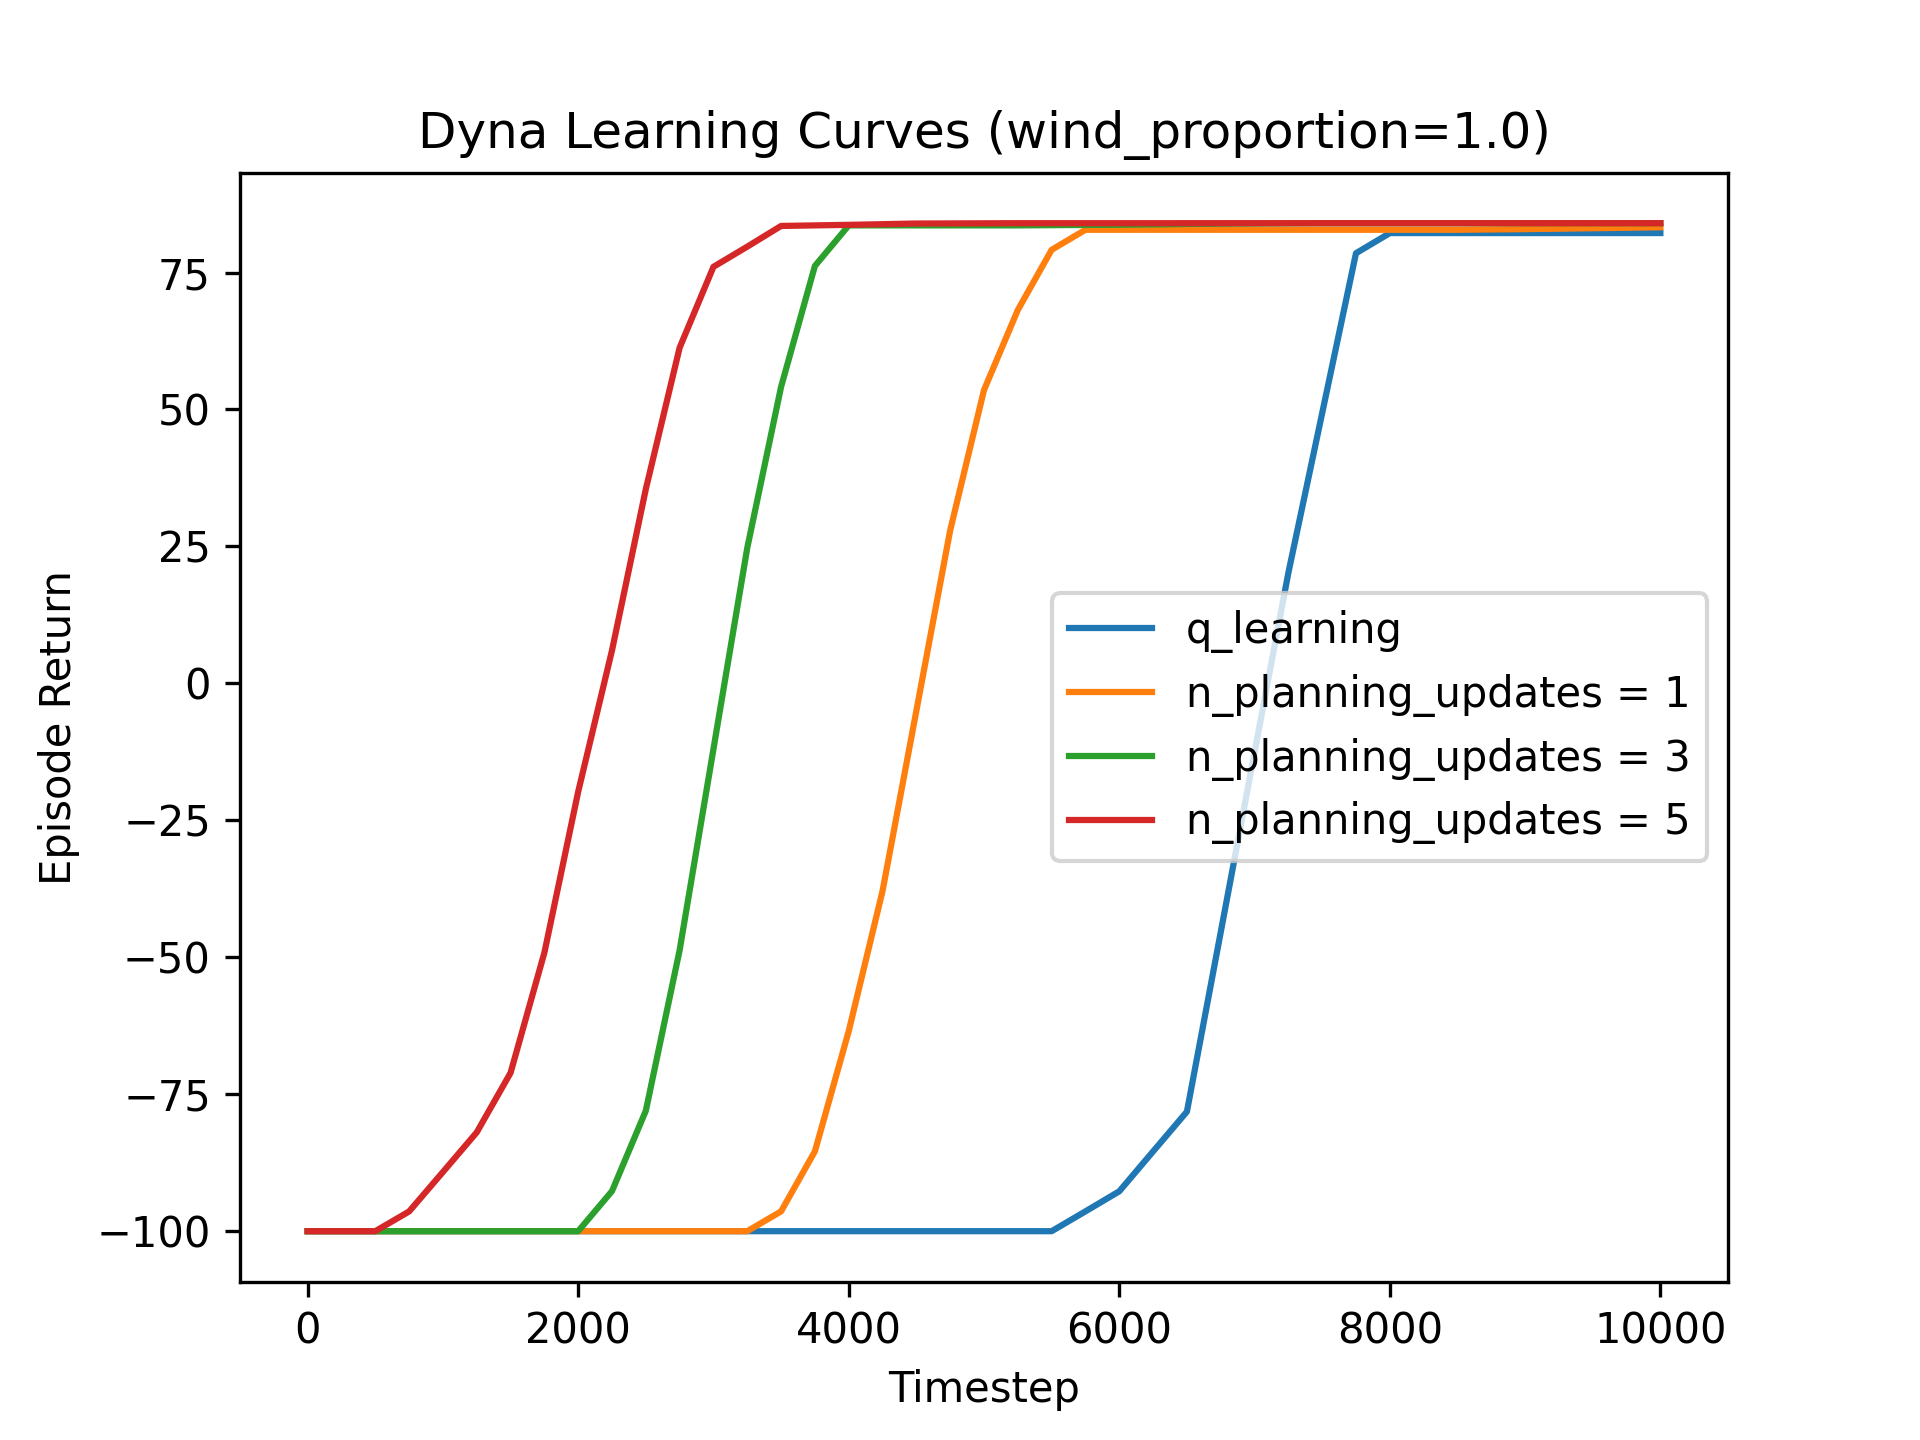 Dyna Learning Curves (wind_proportion=1.0)
Episode Return
75
50
25
0
−25
−50
−75
−100
q_learning
n_planning_updates = 1
n_planning_updates = 3
n_planning_updates = 5
0 2000 4000 6000 8000 10000
Timestep